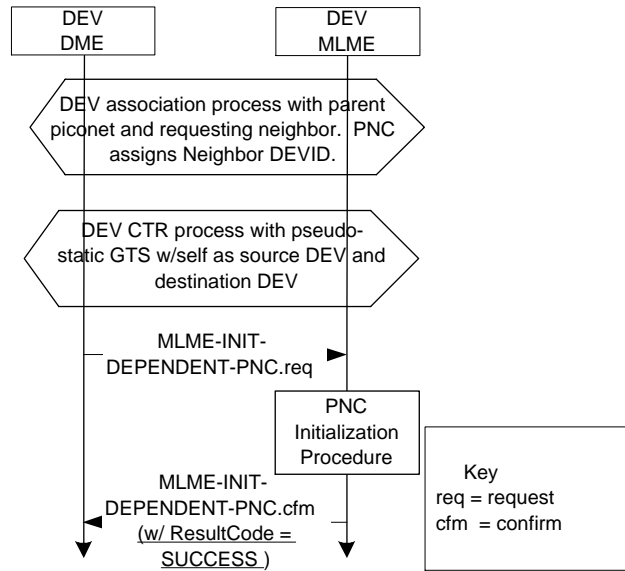 DEV
DME
DEV
MLME
DEV association process with parent
piconet and requesting neighbor.  PNC
assigns Neighbor DEVID.
DEV CTR process with pseudo-
static GTS w/self as source DEV and
destination DEV
MLME-INIT-
DEPENDENT-PNC.req
PNC
Initialization
Procedure
MLME-INIT-
DEPENDENT-PNC.cfm
(w/ ResultCode =
SUCCESS )
Key
req = request
cfm  = confirm